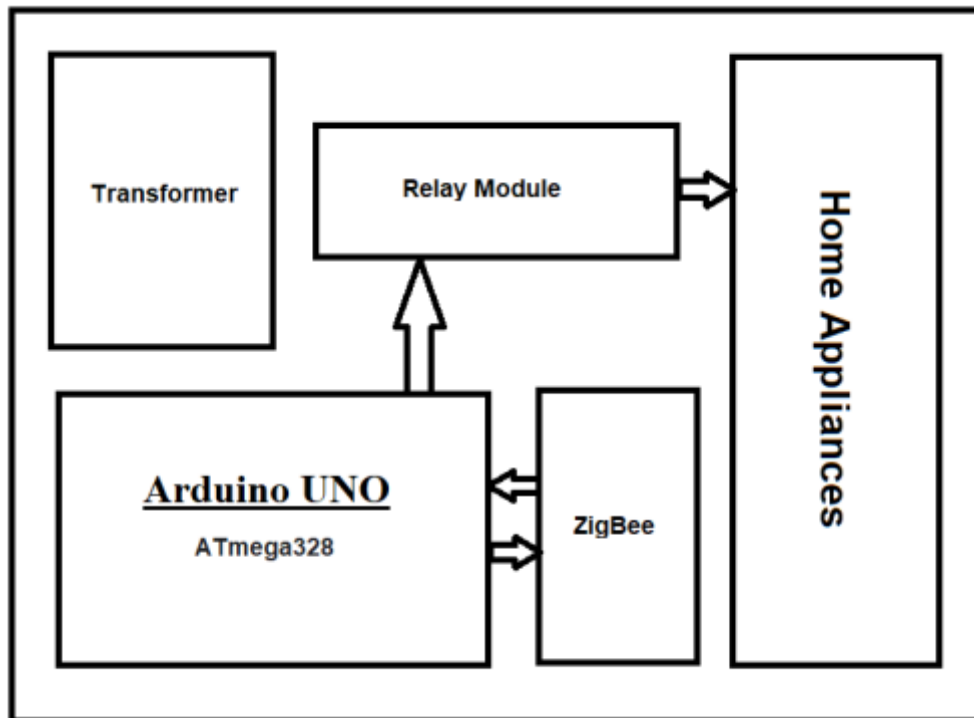 Transformer
Relay Module
Home Appliances
Arduino UNO
ATmega328
ZigBee